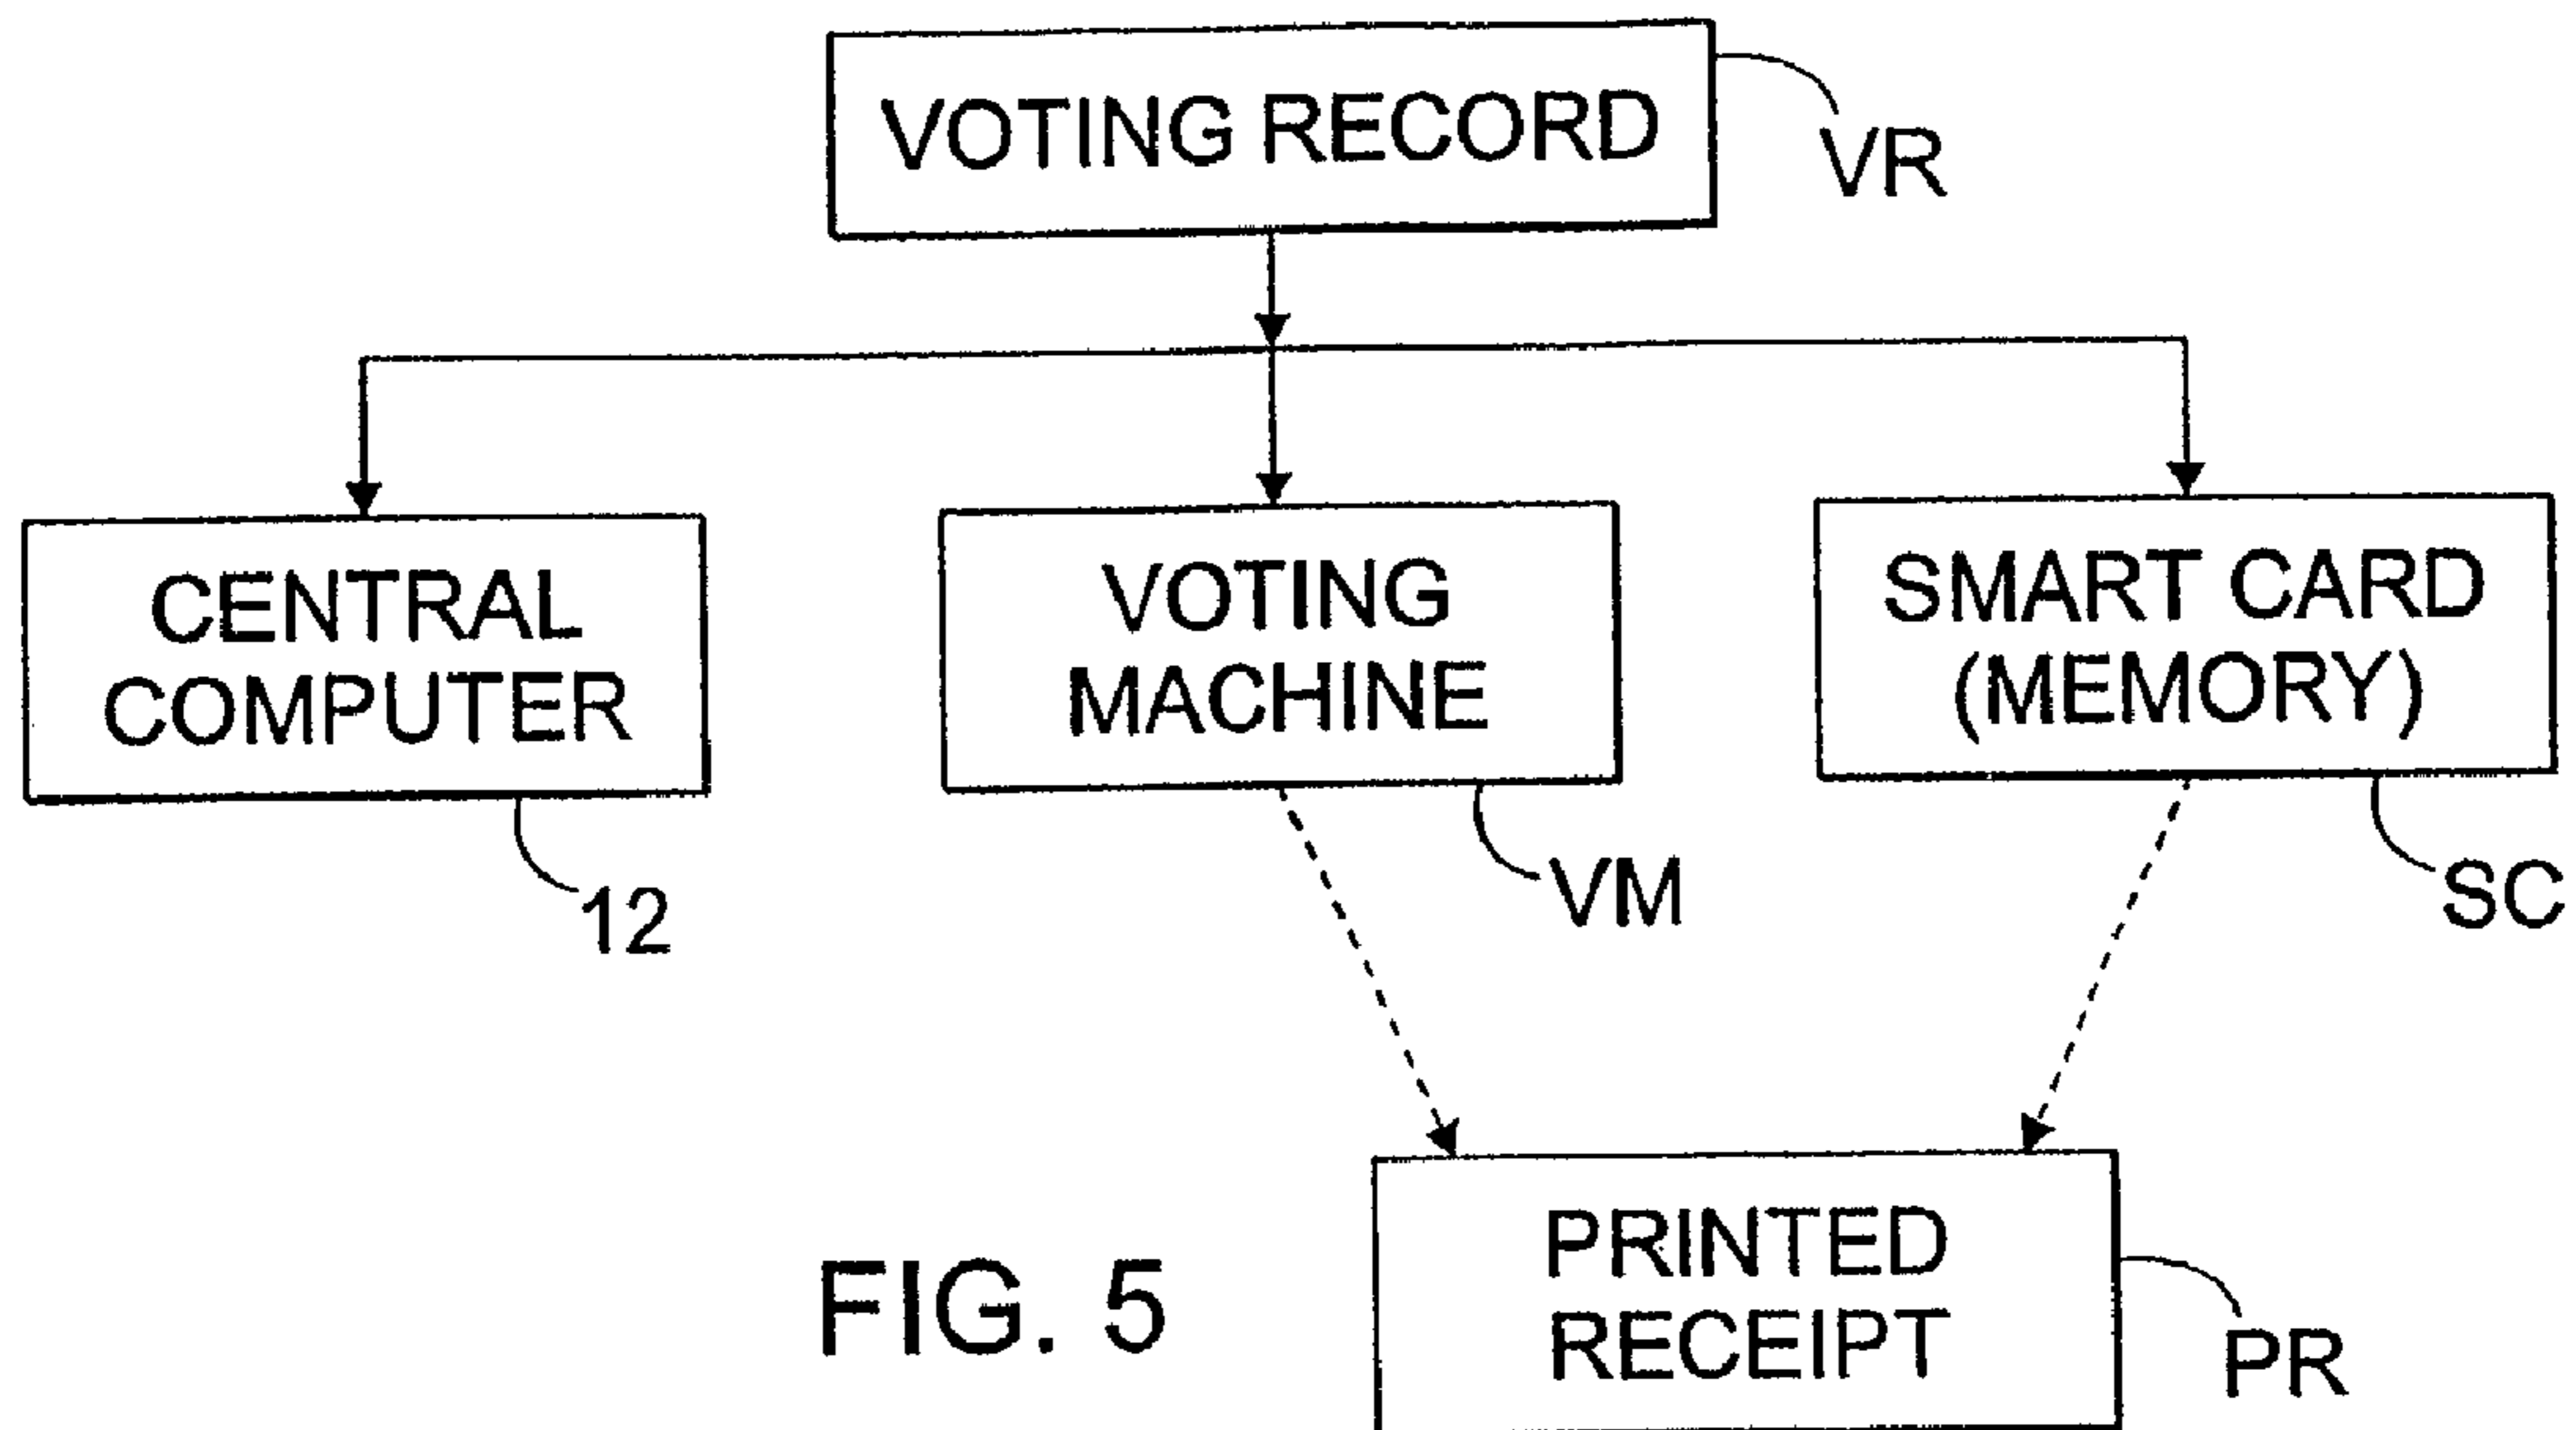 VOTING RECORD
VR
CENTRAL
COMPUTER
12
VOTING
MACHINE
VM
SMART CARD
(MEMORY)
SC
PRINTED
RECEIPT
PR
FIG. 5